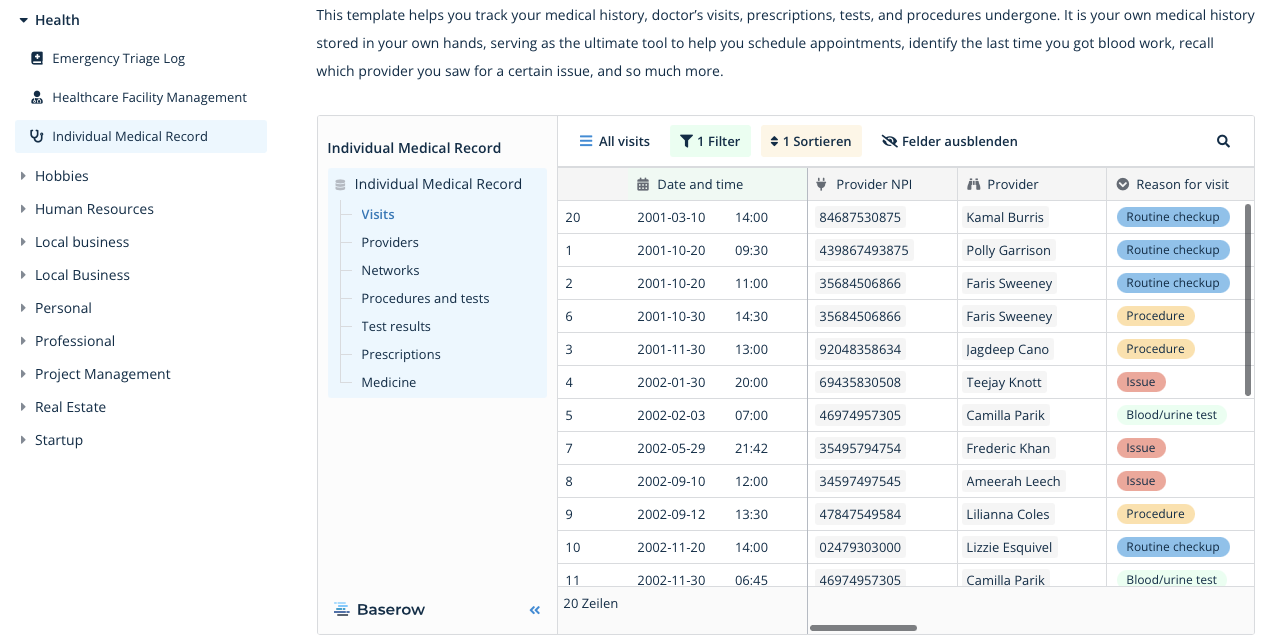 Health
Emergency Triage Log
Healthcare Facility Management
Individual Medical Record
Hobbies
Human Resources
Local business
Local Business
Personal
Professional
Project Management
Real Estate
Startup
This template helps you track your medical history, doctor’s visits, prescriptions, tests, and procedures undergone. It is your own medical history
stored in your own hands, serving as the ultimate tool to help you schedule appointments, identify the last time you got blood work, recall
which provider you saw for a certain issue, and so much more.
Individual Medical Record
Individual Medical Record
Visits
Providers
Networks
Procedures and tests
Test results
Prescriptions
Medicine
Baserow
All visits 1 Filter 1 Sortieren Felder ausblenden
Date and time Provider NPI Provider Reason for visit
20 2001-03-10 14:00 84687530875 Kamal Burris Routine checkup
1 2001-10-20 09:30 439867493875 Polly Garrison Routine checkup
2 2001-10-20 11:00 35684506866 Faris Sweeney Routine checkup
6 2001-10-30 14:30 35684506866 Faris Sweeney Procedure
3 2001-11-30 13:00 92048358634 Jagdeep Cano Procedure
4 2002-01-30 20:00 69435830508 Teejay Knott Issue
5 2002-02-03 07:00 46974957305 Camilla Parik Blood/urine test
7 2002-05-29 21:42 35495794754 Frederic Khan Issue
8 2002-09-10 12:00 34597497545 Ameerah Leech Issue
9 2002-09-12 13:30 47847549584 Lilianna Coles Procedure
10 2002-11-20 14:00 02479303000 Lizzie Esquivel Routine checkup
11 2002-11-30 06:45 46974957305 Camilla Parik Blood/urine test
20 Zeilen